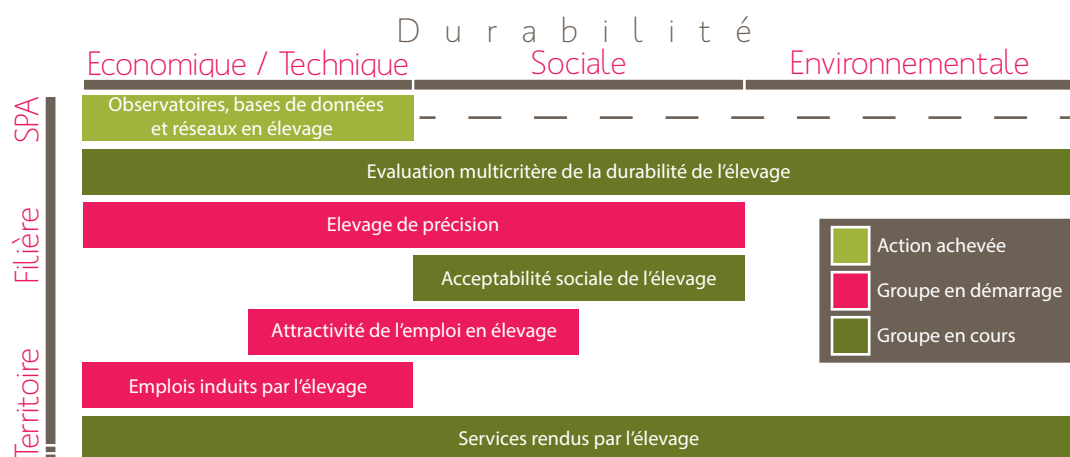 Durabilité
Economique / Technique
Sociale
Environnementale
SPA
Observatoires, bases de données
et réseaux en élevage
Evaluation multicritère de la durabilité de l'élevage
Filière
Elevage de précision
Acceptabilité sociale de l'élevage
Attractivité de l'emploi en élevage
Territoire
Emplois induits par l'élevage
Services rendus par l'élevage
Action achevée
Groupe en démarrage
Groupe en cours